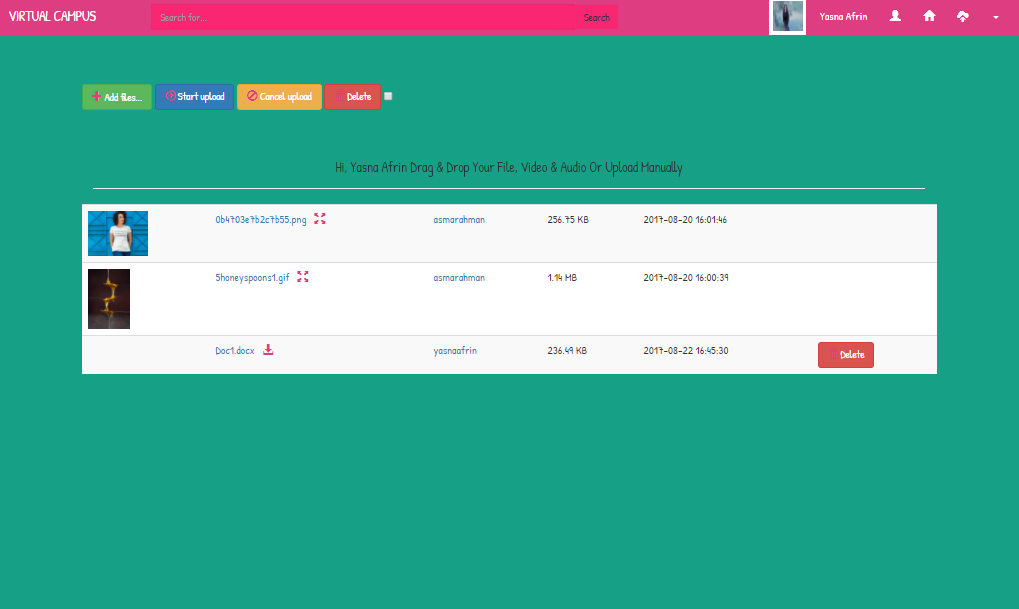 VIRTUAL CAMPUS Search for... Search Yasna Afrin
Add files... Start upload Cancel upload Delete
Hi, Yasna Afrin Drag & Drop Your File, Video & Audio Or Upload Manually
0b4703e7b2c7b55.png asmarahman 256.75 KB 2017-08-20 16:01:46
5honeyspoons1.gif asmarahman 1.14 MB 2017-08-20 16:00:39
Doc1.docx yasnaafrin 236.49 KB 2017-08-22 16:45:30 Delete